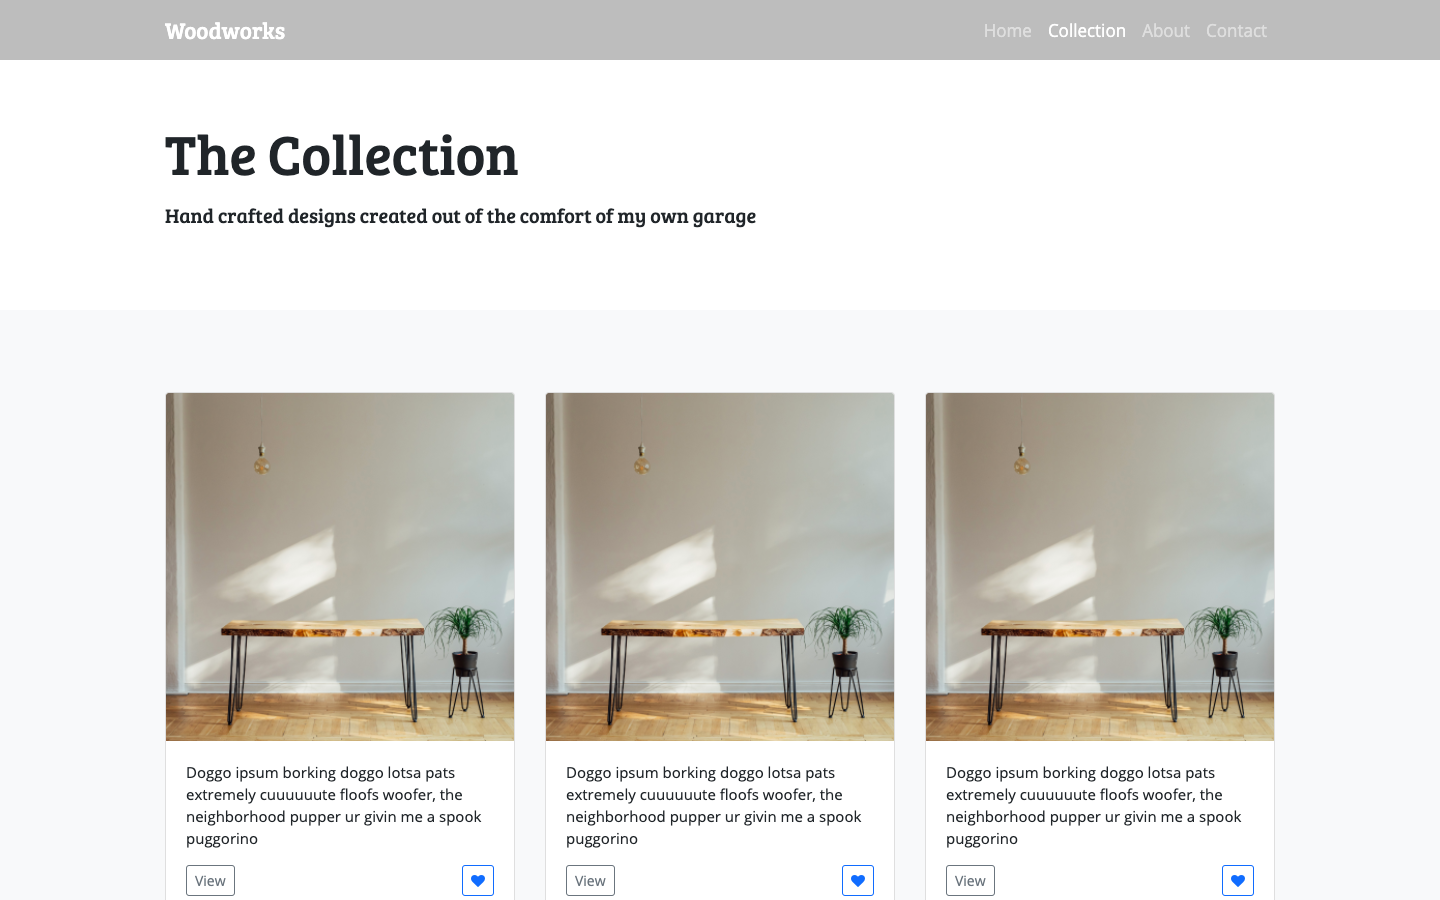 Woodworks
Home Collection About Contact
The Collection
Hand crafted designs created out of the comfort of my own garage
Doggo ipsum borking doggo lotsa pats
extremely cuuuuuute floofs woofer, the
neighborhood pupper ur givin me a spook
puggorino
View
Doggo ipsum borking doggo lotsa pats
extremely cuuuuuute floofs woofer, the
neighborhood pupper ur givin me a spook
puggorino
View
Doggo ipsum borking doggo lotsa pats
extremely cuuuuuute floofs woofer, the
neighborhood pupper ur givin me a spook
puggorino
View